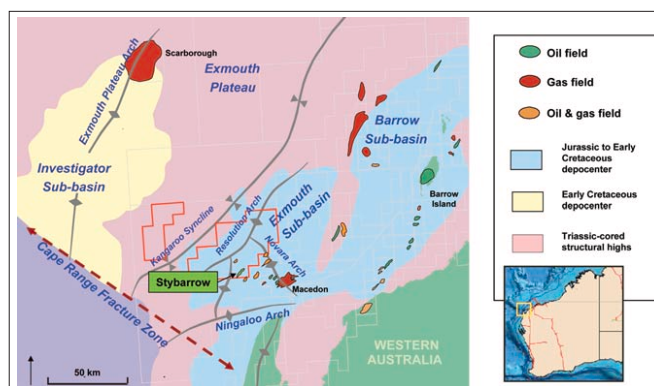 Scarborough
Exmouth Plateau Arch
Exmouth
Plateau
Barrow
Sub-basin
Investigator
Sub-basin
Barrow
Island
Kangaroo Syncline
Resolution Arch
Exmouth
Sub-basin
Novara Arch
Cape Range Fracture Zone
Stybarrow
Macedon
Ningaloo Arch
WESTERN
AUSTRALIA
50 km
Oil field
Gas field
Oil & gas field
Jurassic to Early
Cretaceous
depocenter
Early Cretaceous
depocenter
Triassic-cored
structural highs